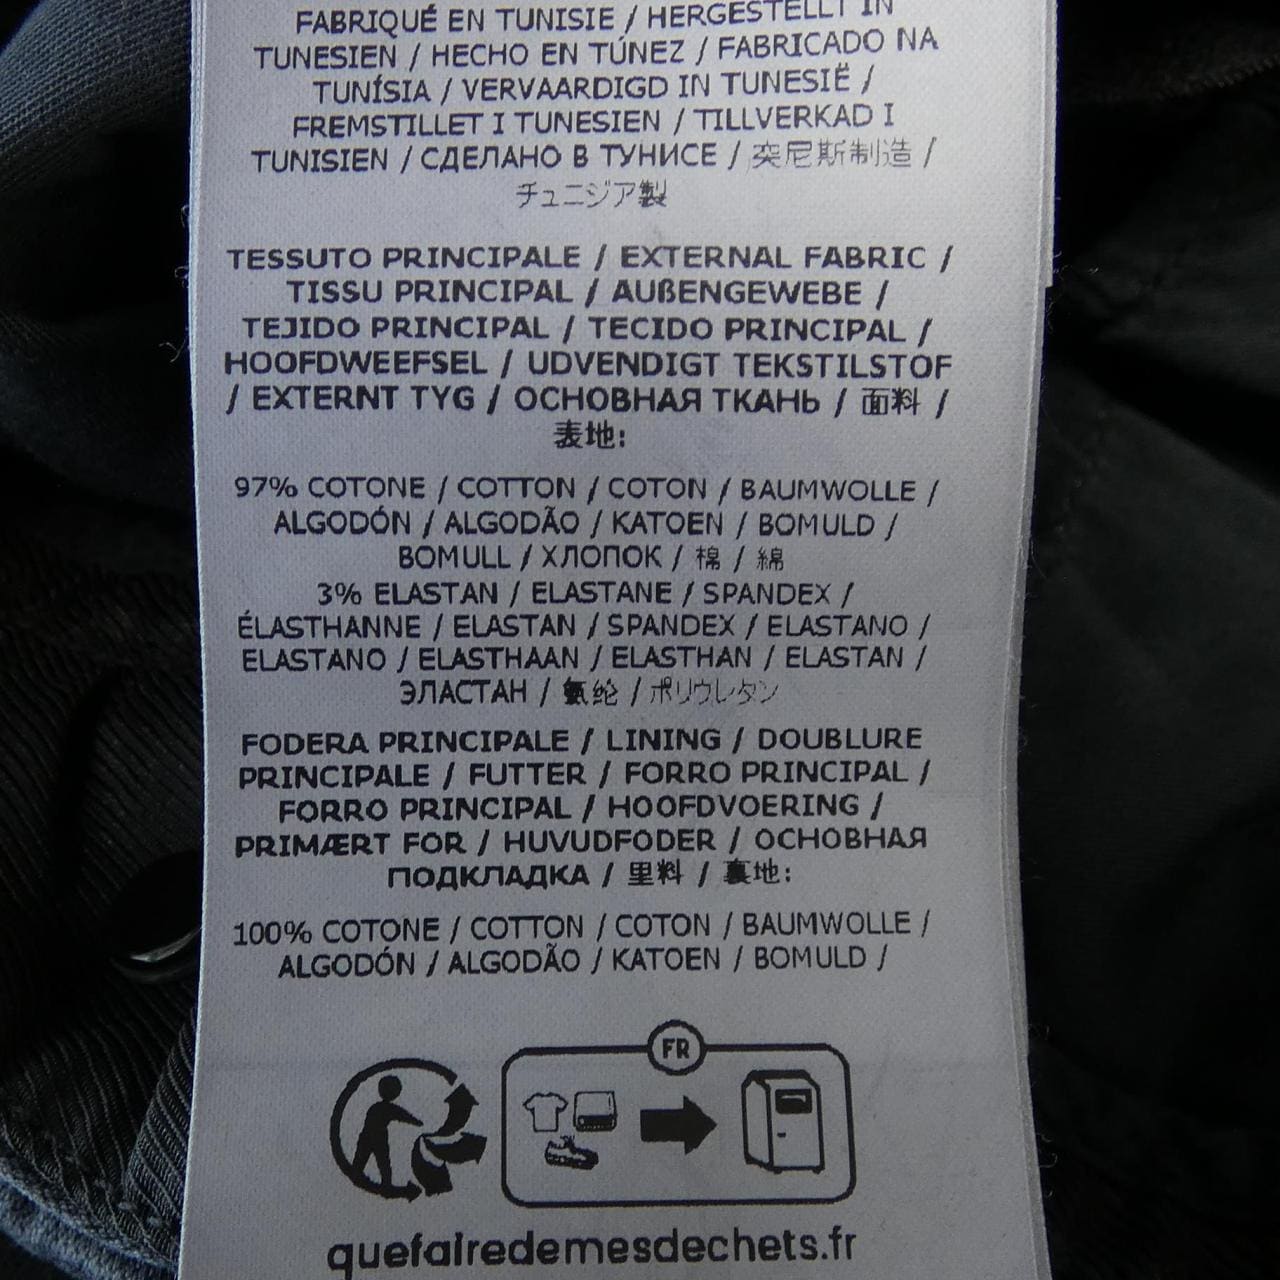 FABRIQUÉ EN TUNISIE / HERGESTELLT IN
TUNESIEN / HECHO EN TÚNEZ / FABRICADO NA
TUNÍSIA / VERVAARDIGD IN TUNESIË /
FREMSTILLET I TUNESIEN / TILLVERKAD I
TUNISIEN / СДЕЛАНО В ТУНИСЕ / 突尼斯制造 /
チュニジア製
TESSUTO PRINCIPALE / EXTERNAL FABRIC /
TISSU PRINCIPAL / AUßENGEWEBE /
TEJIDO PRINCIPAL / TECIDO PRINCIPAL /
HOOFDWEEFSEL / UDVENDIGT TEKSTILSTOF
/ EXTERNT TYG / ОСНОВНАЯ ТКАНЬ / 面料 /
表地:
97% COTONE / COTTON / COTON / BAUMWOLLE /
ALGODÓN / ALGODÃO / KATOEN / BOMULD /
BOMULL / ХЛОПОК / 棉 / 綿
3% ELASTAN / ELASTANE / SPANDEX /
ÉLASTHANNE / ELASTAN / SPANDEX / ELASTANO /
ELASTANO / ELASTHAAN / ELASTHAN / ELASTAN /
ЭЛАСТАН / 氨纶 / ポリウレタン
FODERA PRINCIPALE / LINING / DOUBLURE
PRINCIPALE / FUTTER / FORRO PRINCIPAL /
FORRO PRINCIPAL / HOOFDVOERING /
PRIMÆRT FOR / HUVUDFODER / ОСНОВНАЯ
ПОДКЛАДКА / 里料 / 裏地:
100% COTONE / COTTON / COTON / BAUMWOLLE /
ALGODÓN / ALGODÃO / KATOEN / BOMULD /
FR
quefairedemesdechets.fr